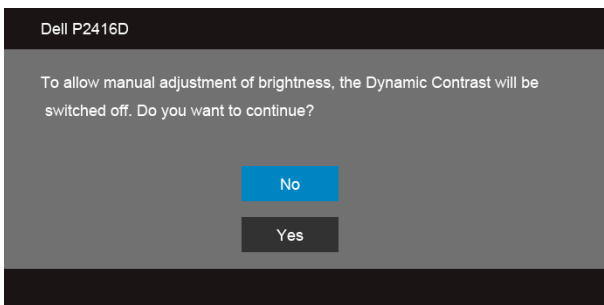 Dell P2416D
To allow manual adjustment of brightness, the Dynamic Contrast will be
switched off. Do you want to continue?
No
Yes